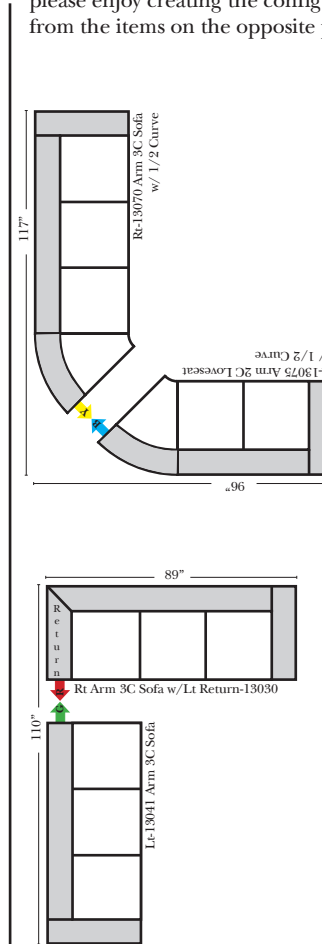 please enjoy creating the config
from the items on the opposite p
117”
Rt-13070 Arm 3C Sofa
w/ 1/2 Curve
Y
B
-13075 Arm 2C Loveseat
/ 1/2 Curve
96”
89”
Return
R
Rt Arm 3C Sofa w/Lt Return-13030
G
110”
Lt-13041 Arm 3C Sofa